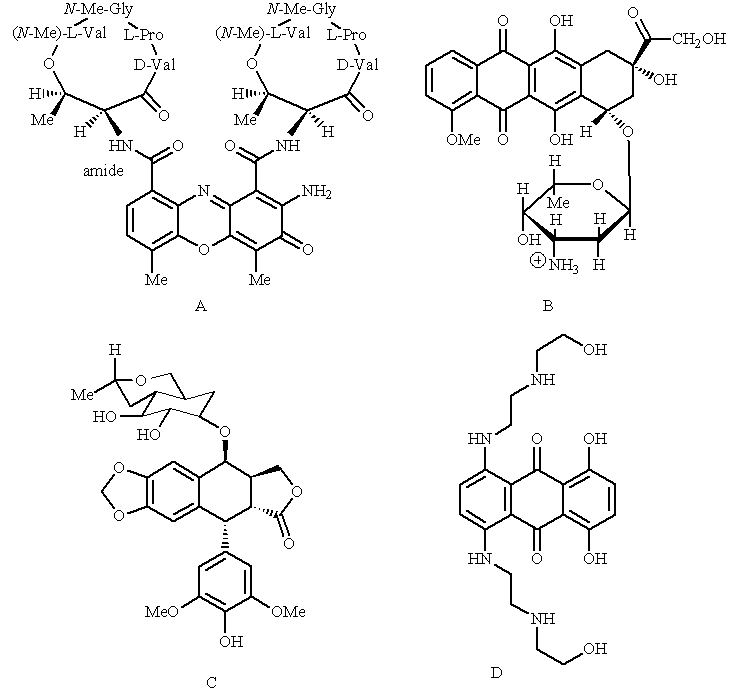 N-Me-Gly
(N-Me)-L-Val L-Pro
D-Val
O
H
Me
H
O
HN
amide
O
N-Me-Gly
(N-Me)-L-Val L-Pro
D-Val
O
H
Me
H
O
NH
O
N
NH2
O
O
Me
Me
A
O
OH
O
CH2OH
OH
OMe
O
OH
H
O
H
H
O
Me
H
H
OH
H
⊕NH3
H
B
H
Me
O
HO
HO
O
O
O
O
O
MeO
OMe
OH
C
OH
NH
HN
O
OH
HN
O
OH
NH
OH
D